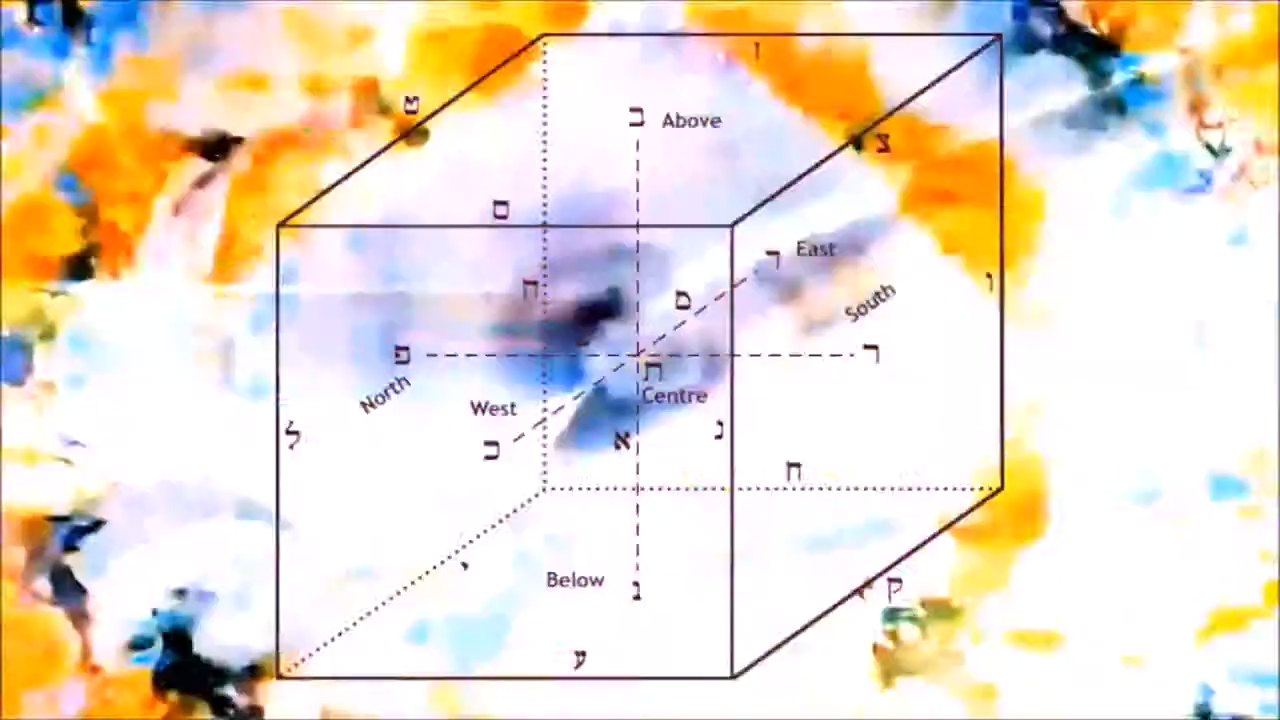 ו
ש
ב Above
צ
ס
ר East
ה
ם
South
ו
פ
ר
ת
North
Centre
West
ל
נ
א
כ
ח
י
Below
ג
ק
ע